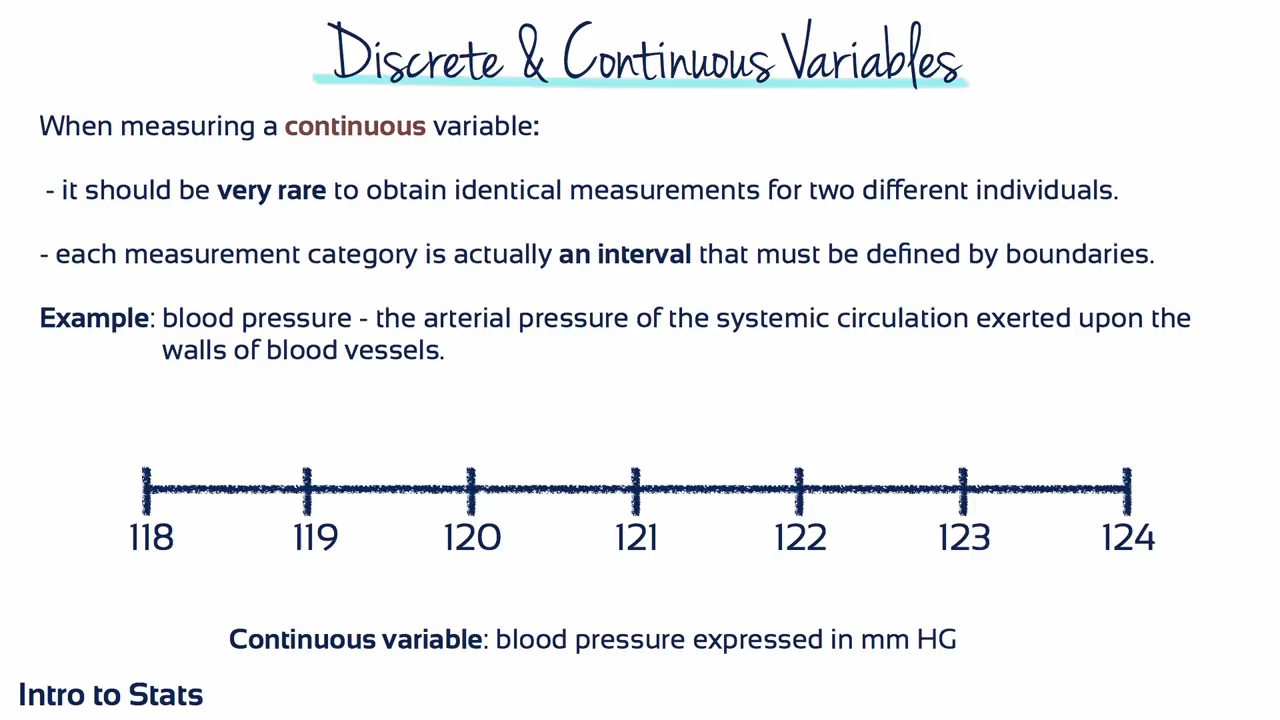 Discrete & Continuous Variables
When measuring a continuous variable:
- it should be very rare to obtain identical measurements for two different individuals.
- each measurement category is actually an interval that must be defined by boundaries.
Example: blood pressure - the arterial pressure of the systemic circulation exerted upon the
walls of blood vessels.
118 119 120 121 122 123 124
Continuous variable: blood pressure expressed in mm HG
Intro to Stats